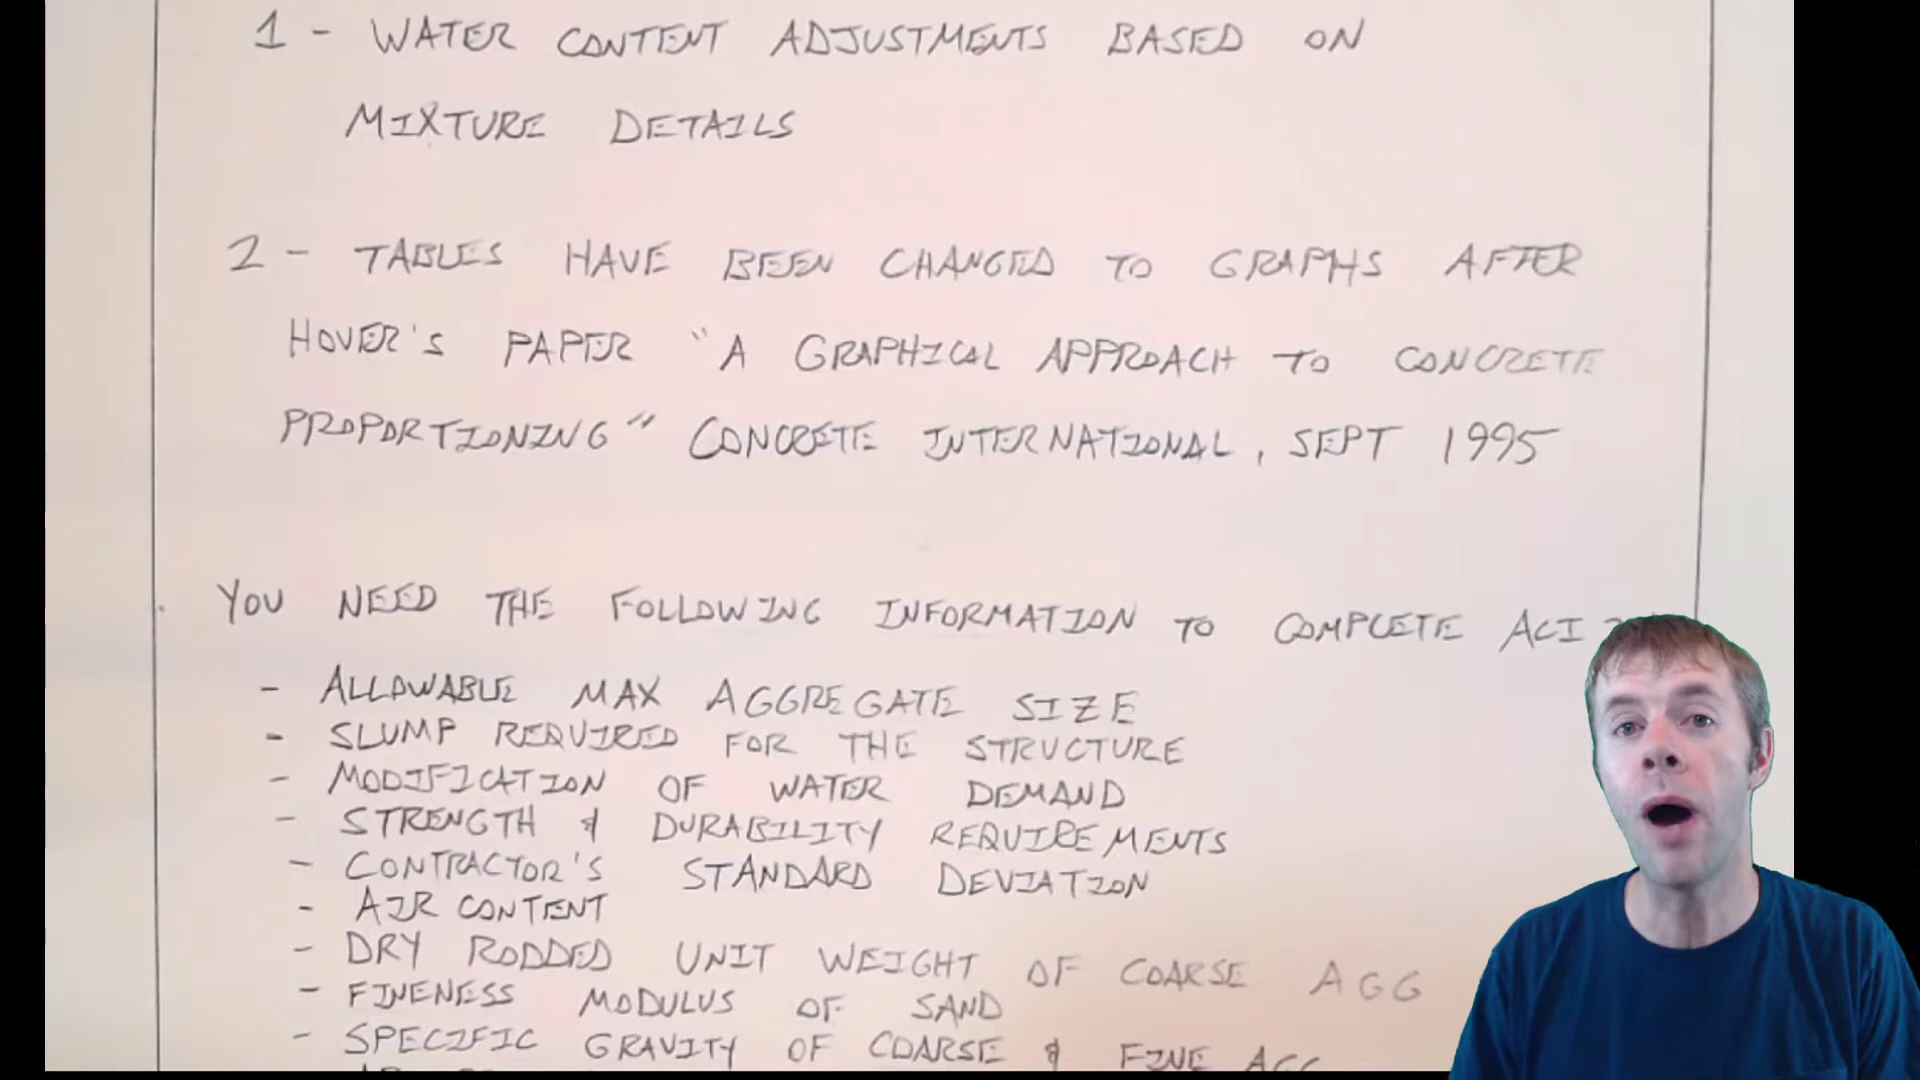 1 - WATER CONTENT ADJUSTMENTS BASED ON
MIXTURE DETAILS
2 - TABLES HAVE BEEN CHANGED TO GRAPHS AFTER
HOVER'S PAPER "A GRAPHICAL APPROACH TO CONCRETE
PROPORTIONING" CONCRETE INTERNATIONAL, SEPT 1995
YOU NEED THE FOLLOWING INFORMATION TO COMPLETE ACI
- ALLOWABLE MAX AGGREGATE SIZE
- SLUMP REQUIRED FOR THE STRUCTURE
- MODIFICATION OF WATER DEMAND
- STRENGTH & DURABILITY REQUIREMENTS
- CONTRACTOR'S STANDARD DEVIATION
- AIR CONTENT
- DRY RODDED UNIT WEIGHT OF COARSE AGG
- FINENESS MODULUS OF SAND
- SPECIFIC GRAVITY OF COARSE & FINE AGG